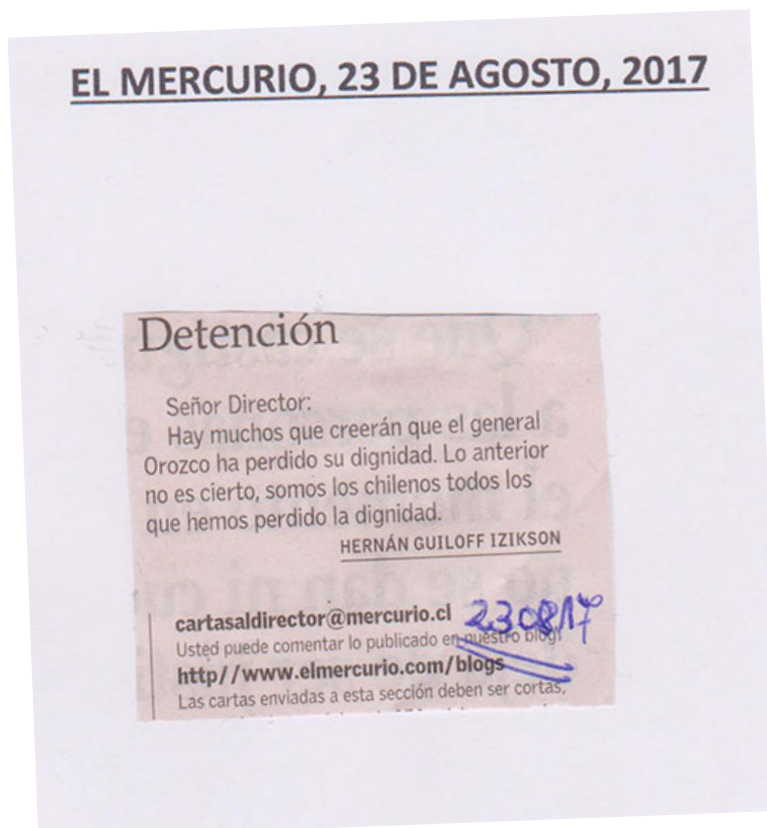 EL MERCURIO, 23 DE AGOSTO, 2017
Detención
Señor Director:
Hay muchos que creerán que el general
Orozco ha perdido su dignidad. Lo anterior
no es cierto, somos los chilenos todos los
que hemos perdido la dignidad.
HERNÁN GUILOFF IZIKSON
cartasaldirector@mercurio.cl
230817
Usted puede comentar lo publicado en nuestro blog:
http//www.elmercurio.com/blogs
Las cartas enviadas a esta sección deben ser cortas,